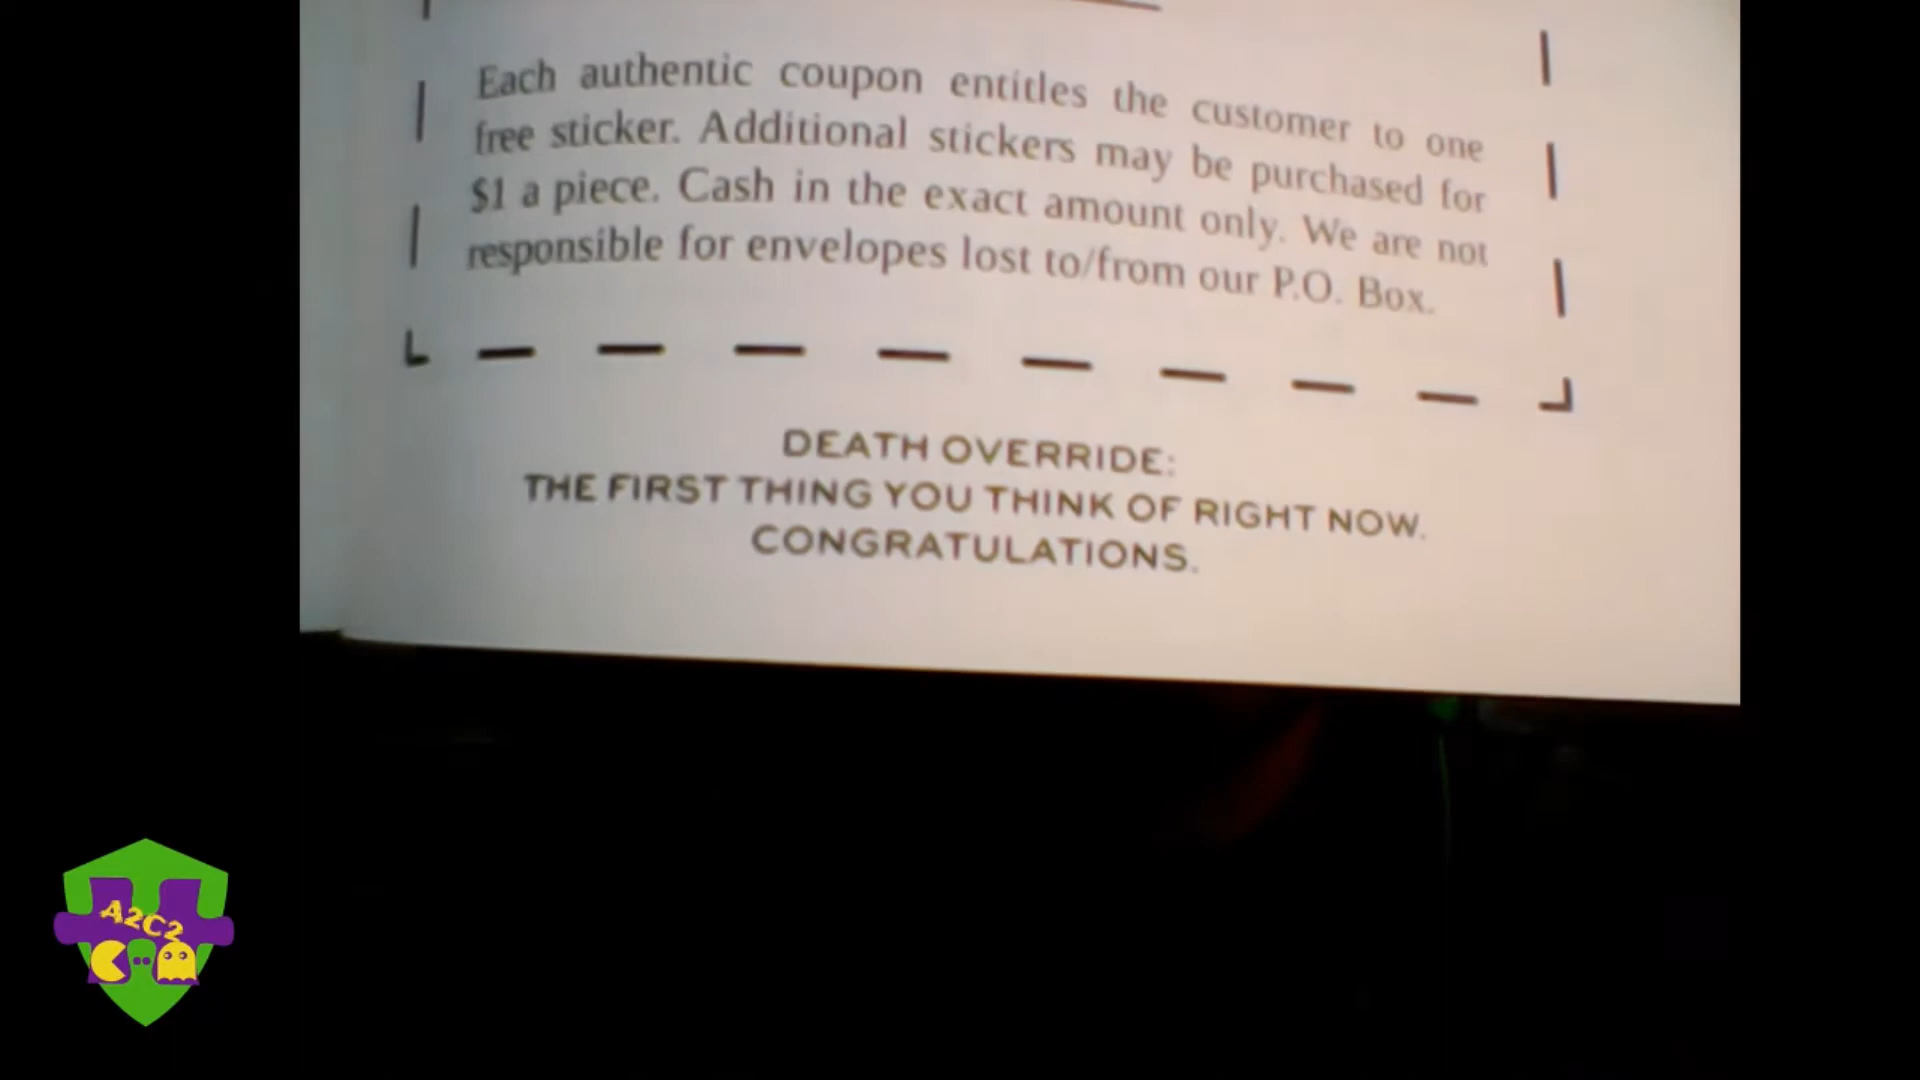 Each authentic coupon entitles the customer to one
free sticker. Additional stickers may be purchased for
$1 a piece. Cash in the exact amount only. We are not
responsible for envelopes lost to/from our P.O. Box.
DEATH OVERRIDE:
THE FIRST THING YOU THINK OF RIGHT NOW.
CONGRATULATIONS.
A2C2